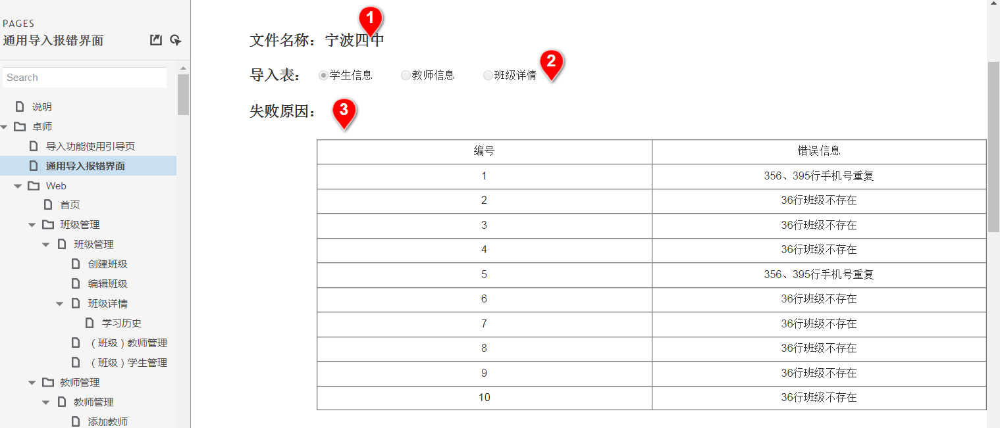 PAGES
通用导入报错界面
Search
说明
卓师
导入功能使用引导页
通用导入报错界面
Web
首页
班级管理
班级管理
创建班级
编辑班级
班级详情
学习历史
（班级）教师管理
（班级）学生管理
教师管理
教师管理
添加教师
1
文件名称：宁波四中
导入表： 学生信息 教师信息 班级详情 2
失败原因： 3
编号 错误信息
1 356、395行手机号重复
2 36行班级不存在
3 36行班级不存在
4 36行班级不存在
5 356、395行手机号重复
6 36行班级不存在
7 36行班级不存在
8 36行班级不存在
9 36行班级不存在
10 36行班级不存在